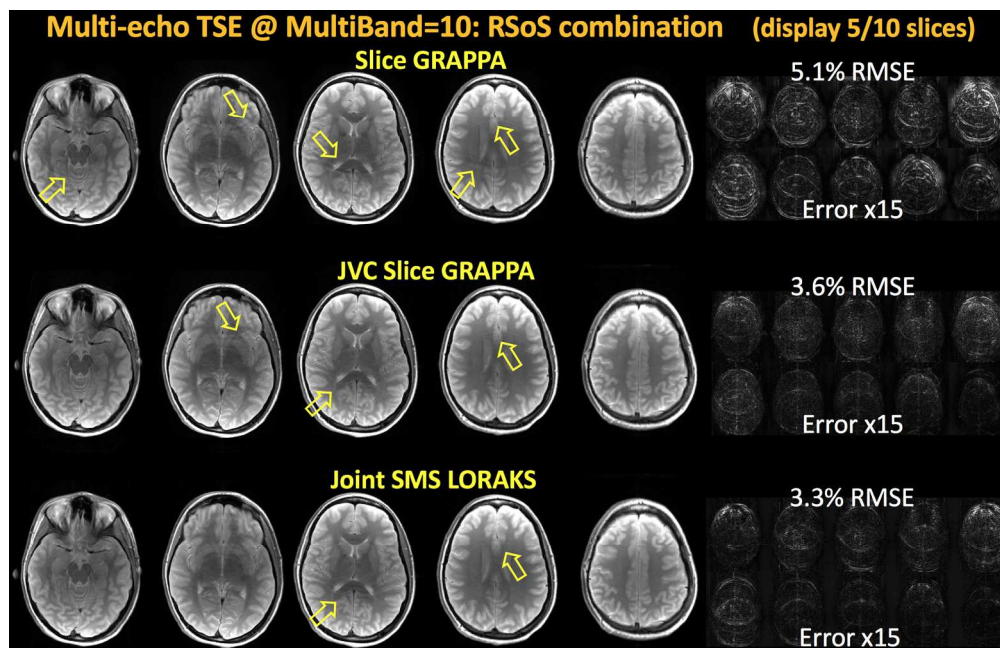 Multi-echo TSE @ MultiBand=10: RSoS combination (display 5/10 slices)
Slice GRAPPA
5.1% RMSE
Error x15
JVC Slice GRAPPA
3.6% RMSE
Error x15
Joint SMS LORAKS
3.3% RMSE
Error x15